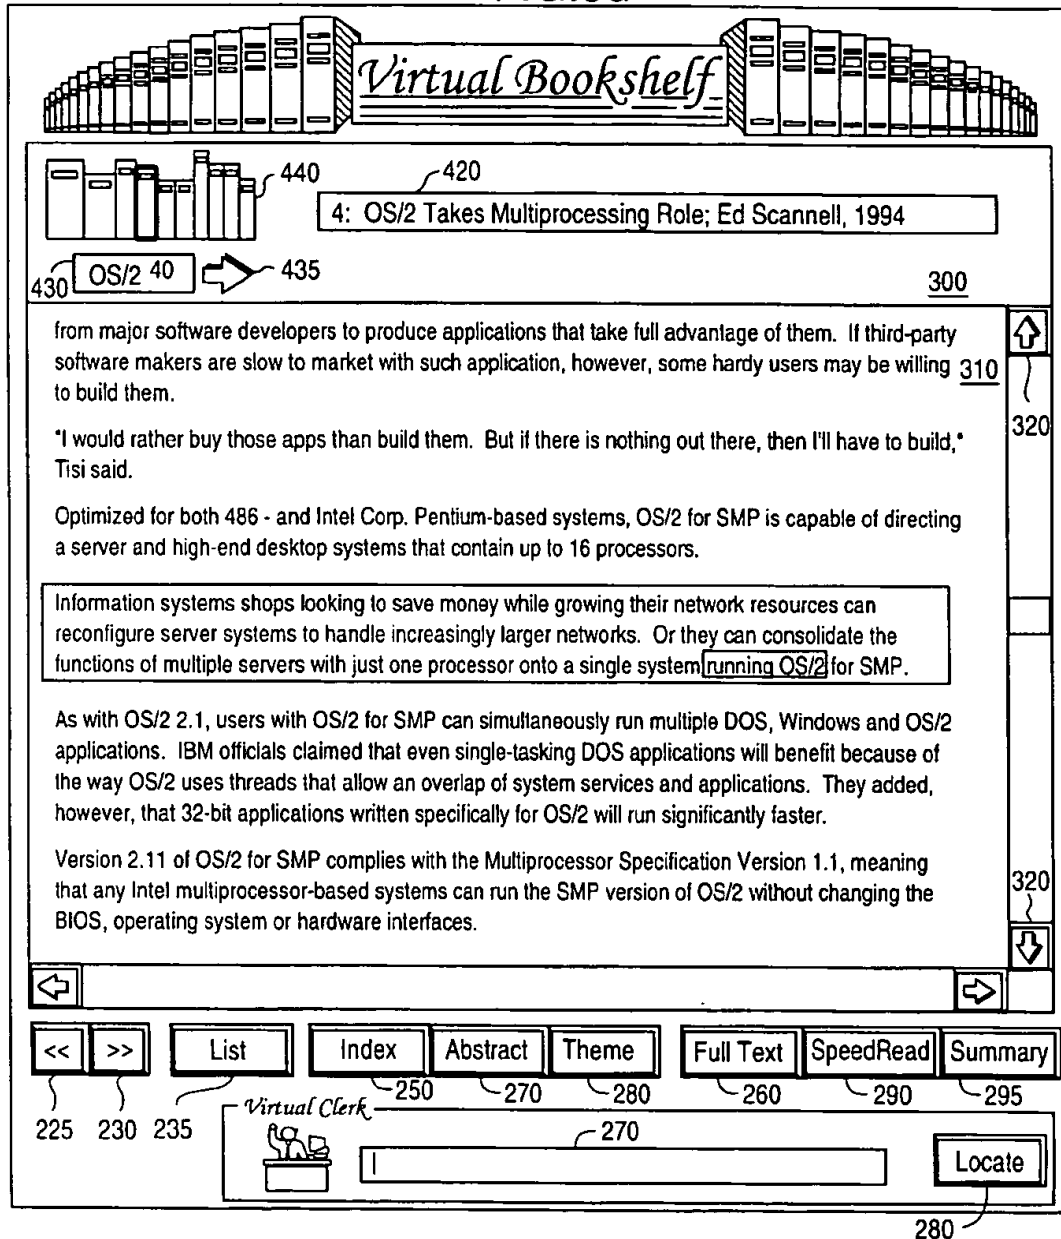 Virtual Bookshelf
440
420
4: OS/2 Takes Multiprocessing Role; Ed Scannell, 1994
430 OS/2 40 435
300
from major software developers to produce applications that take full advantage of them. If third-party
software makers are slow to market with such application, however, some hardy users may be willing 310
to build them.
320
"I would rather buy those apps than build them. But if there is nothing out there, then I'll have to build,"
Tisi said.
Optimized for both 486 - and Intel Corp. Pentium-based systems, OS/2 for SMP is capable of directing
a server and high-end desktop systems that contain up to 16 processors.
Information systems shops looking to save money while growing their network resources can
reconfigure server systems to handle increasingly larger networks. Or they can consolidate the
functions of multiple servers with just one processor onto a single system running OS/2 for SMP.
As with OS/2 2.1, users with OS/2 for SMP can simultaneously run multiple DOS, Windows and OS/2
applications. IBM officials claimed that even single-tasking DOS applications will benefit because of
the way OS/2 uses threads that allow an overlap of system services and applications. They added,
however, that 32-bit applications written specifically for OS/2 will run significantly faster.
Version 2.11 of OS/2 for SMP complies with the Multiprocessor Specification Version 1.1, meaning
that any Intel multiprocessor-based systems can run the SMP version of OS/2 without changing the
BIOS, operating system or hardware interfaces.
320
<< >> List Index Abstract Theme Full Text SpeedRead Summary
250 270 280 260 290 295
225 230 235
Virtual Clerk
270
Locate
280